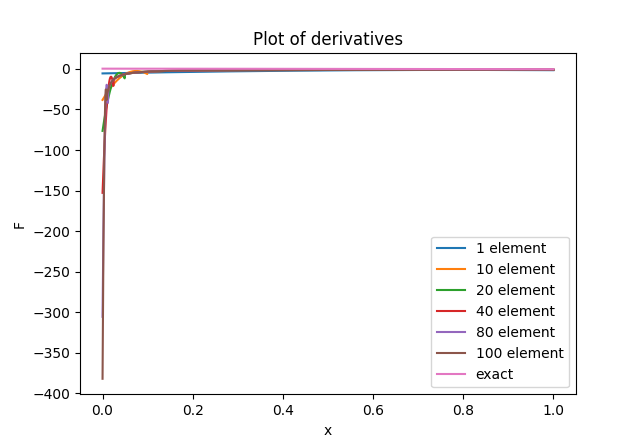 Plot of derivatives
0
−50
−100
−150
−200
−250
−300
−350
−400
F
0.0 0.2 0.4 0.6 0.8 1.0
x
1 element
10 element
20 element
40 element
80 element
100 element
exact